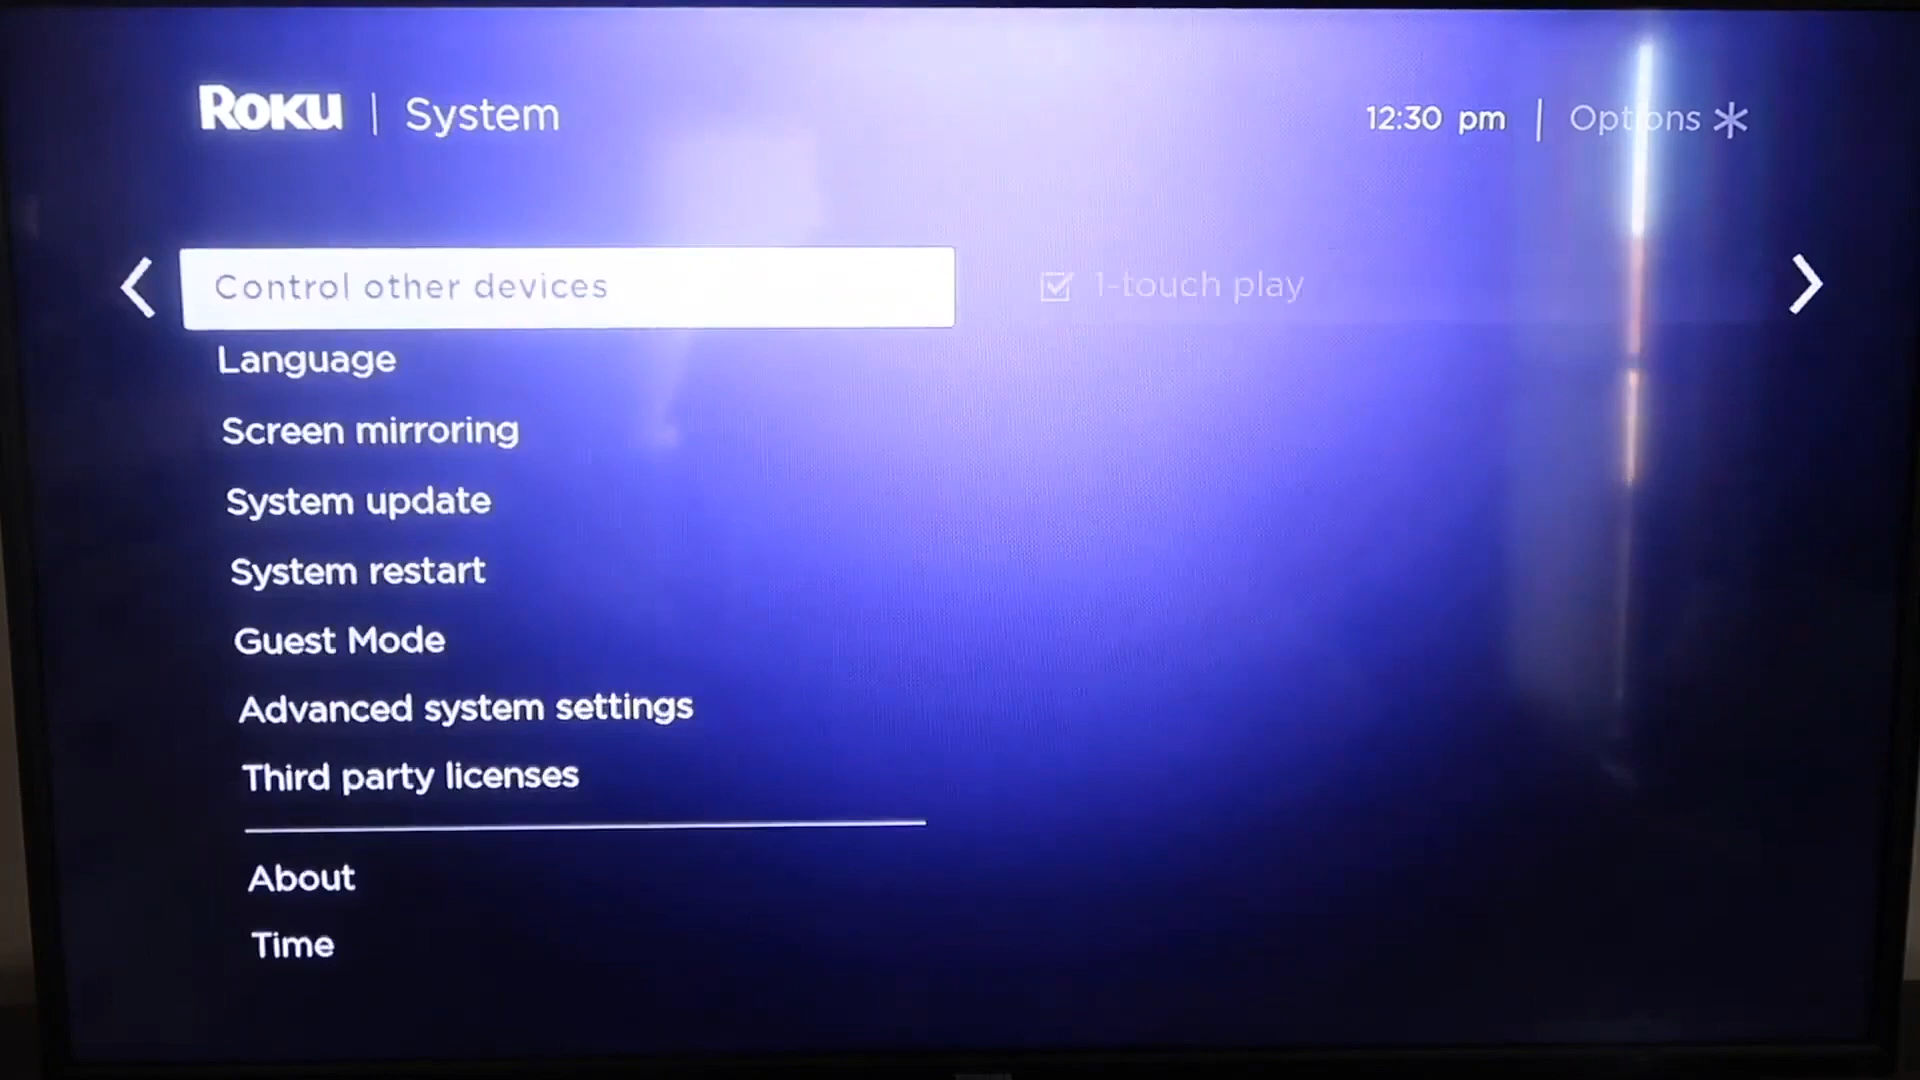 Roku | System
12:30 pm | Options
Control other devices
1-touch play
Language
Screen mirroring
System update
System restart
Guest Mode
Advanced system settings
Third party licenses
About
Time